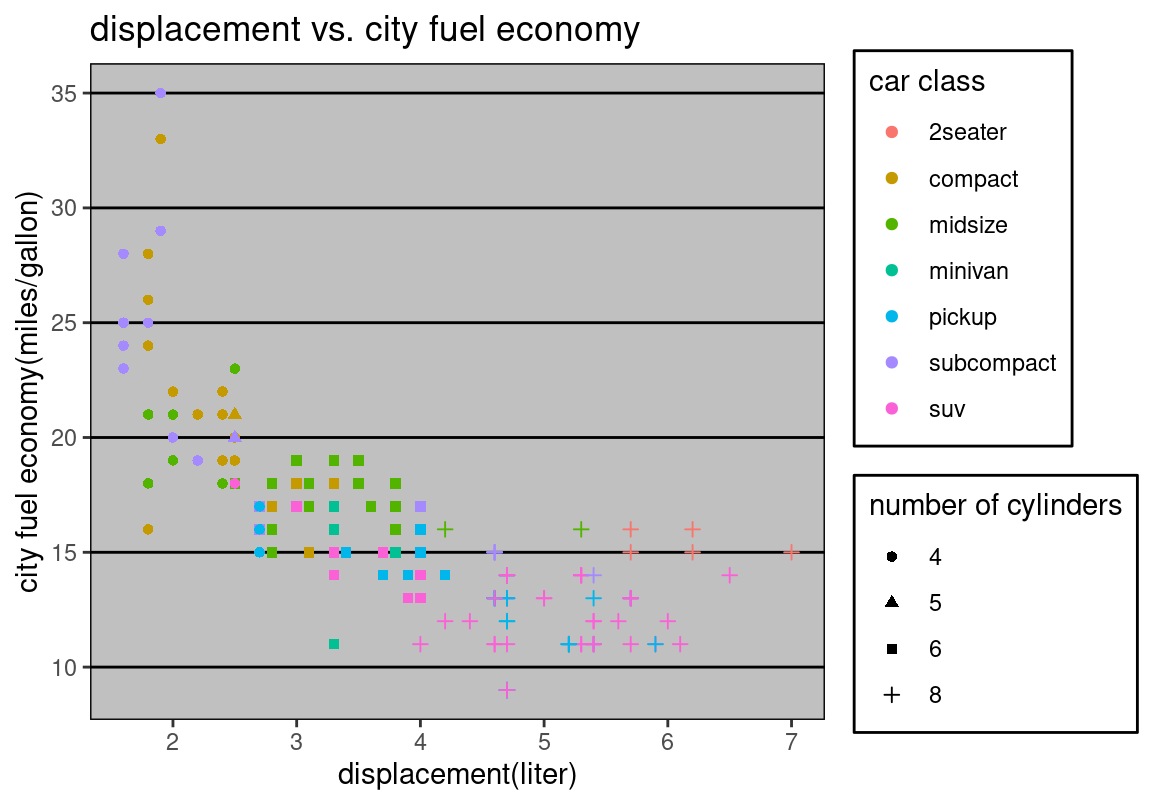 displacement vs. city fuel economy
city fuel economy(miles/gallon)
35
30
25
20
15
10
2 3 4 5 6 7
displacement(liter)
car class
2seater
compact
midsize
minivan
pickup
subcompact
suv
number of cylinders
4
5
6
8